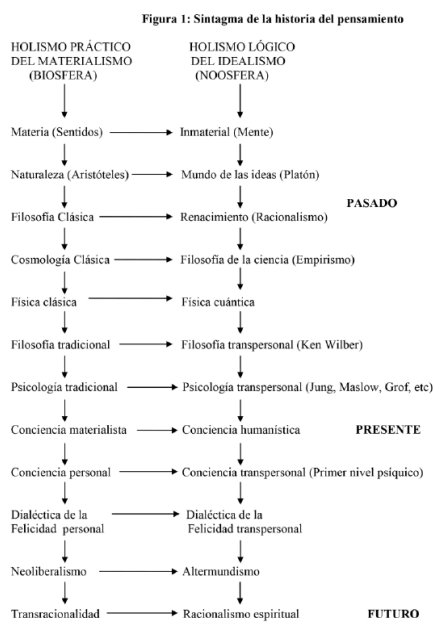 Figura 1: Sintagma de la historia del pensamiento
HOLISMO PRÁCTICO
DEL MATERIALISMO
(BIOSFERA)
HOLISMO LÓGICO
DEL IDEALISMO
(NOOSFERA)
Materia (Sentidos)
Inmaterial (Mente)
Naturaleza (Aristóteles)
Mundo de las ideas (Platón)
PASADO
Filosofía Clásica
Renacimiento (Racionalismo)
Cosmología Clásica
Filosofía de la ciencia (Empirismo)
Física clásica
Física cuántica
Filosofía tradicional
Filosofía transpersonal (Ken Wilber)
Psicología tradicional
Psicología transpersonal (Jung, Maslow, Grof, etc)
Conciencia materialista
Conciencia humanística
PRESENTE
Conciencia personal
Conciencia transpersonal (Primer nivel psíquico)
Dialéctica de la
Felicidad personal
Dialéctica de la
Felicidad transpersonal
Neoliberalismo
Altermundismo
Transracionalidad
Racionalismo espiritual
FUTURO